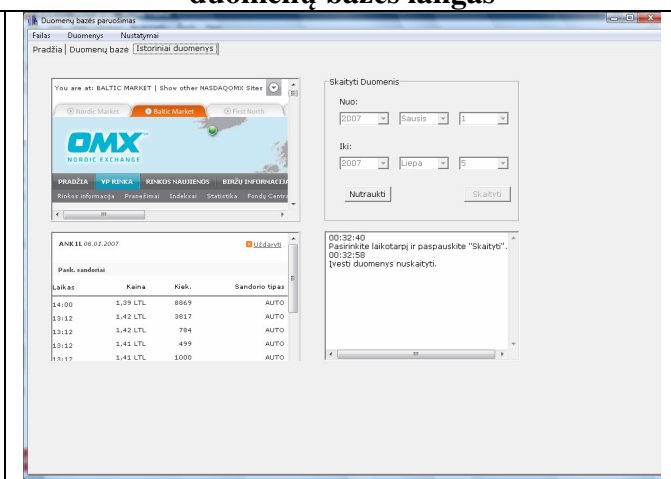 duomenų bazės langas
Duomenų bazės paruošimas
Failas Duomenys Nustatymai
Pradžia Duomenų bazė Istoriniai duomenys
You are at: BALTIC MARKET | Show other NASDAQOMX Sites
Nordic Market Baltic Market First North
OMX
NORDIC EXCHANGE
PRADŽIA VP RINKA RINKOS NAUJIENOS BIRŽŲ INFORMACIJA
Rinkos informacija Pranešimai Indeksai Statistika Fondų Centra
Skaityti Duomenis
Nuo:
2007 Sausis 1
Iki:
2007 Liepa 5
Nutraukti Skaityti
ANK1L 08.01.2007 Uždaryti
Pask. sandoriai
Laikas Kaina Kiek. Sandorio tipas
14:00 1,39 LTL 8869 AUTO
13:12 1,42 LTL 3817 AUTO
13:12 1,42 LTL 784 AUTO
13:12 1,41 LTL 499 AUTO
13:12 1,41 LTL 1000 AUTO
00:32:40
Pasirinkite laikotarpį ir paspauskite "Skaityti".
00:32:58
Įvesti duomenys nuskaityti.